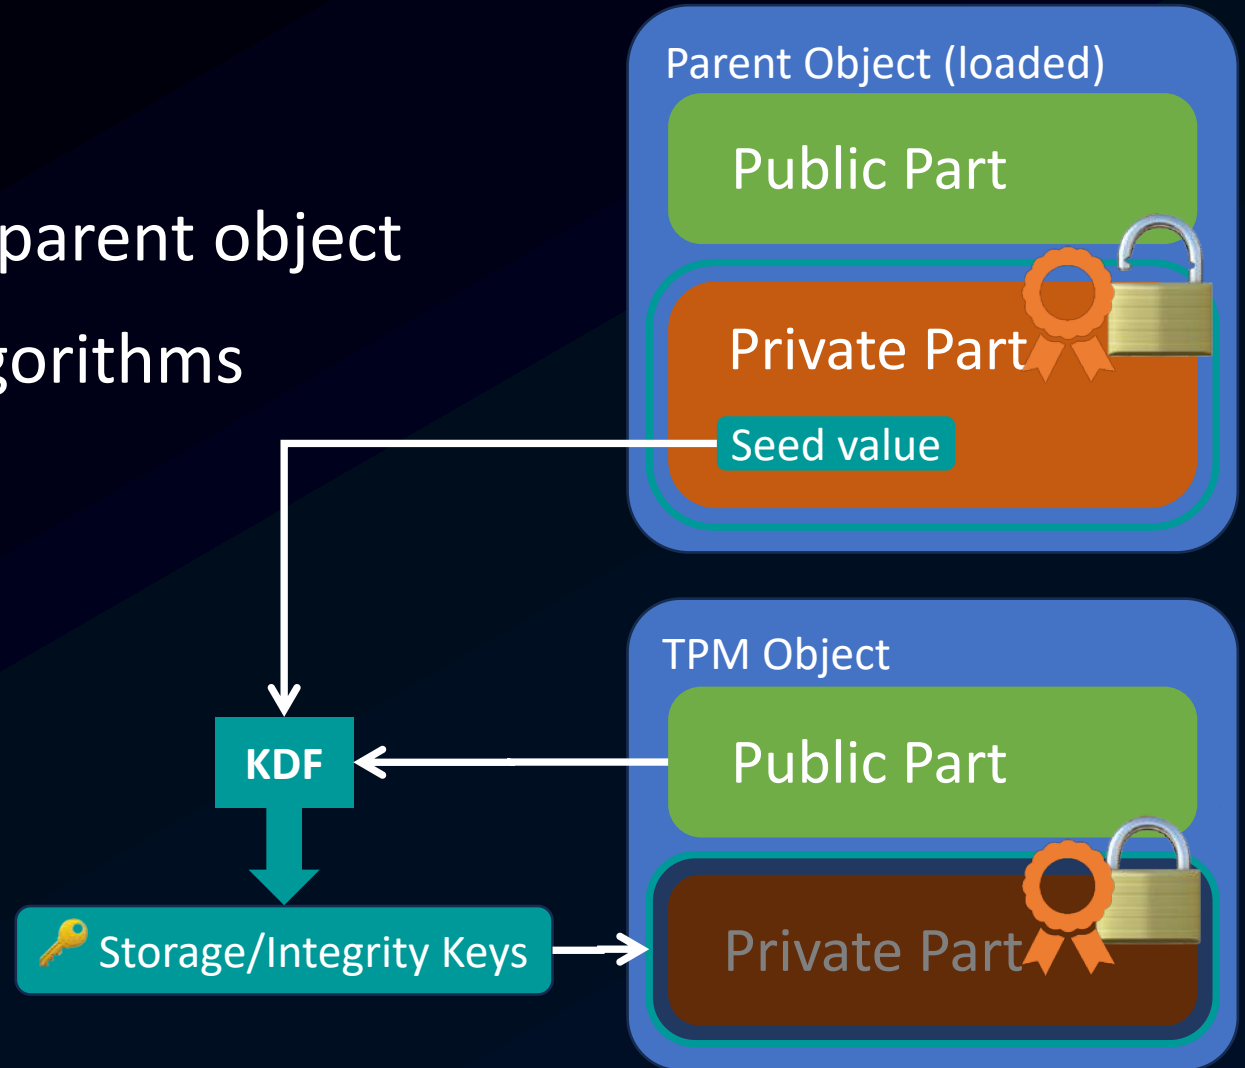 Parent Object (loaded)
Public Part
parent object
gorithms
Private Part
Seed value
TPM Object
Public Part
KDF
Private Part
Storage/Integrity Keys